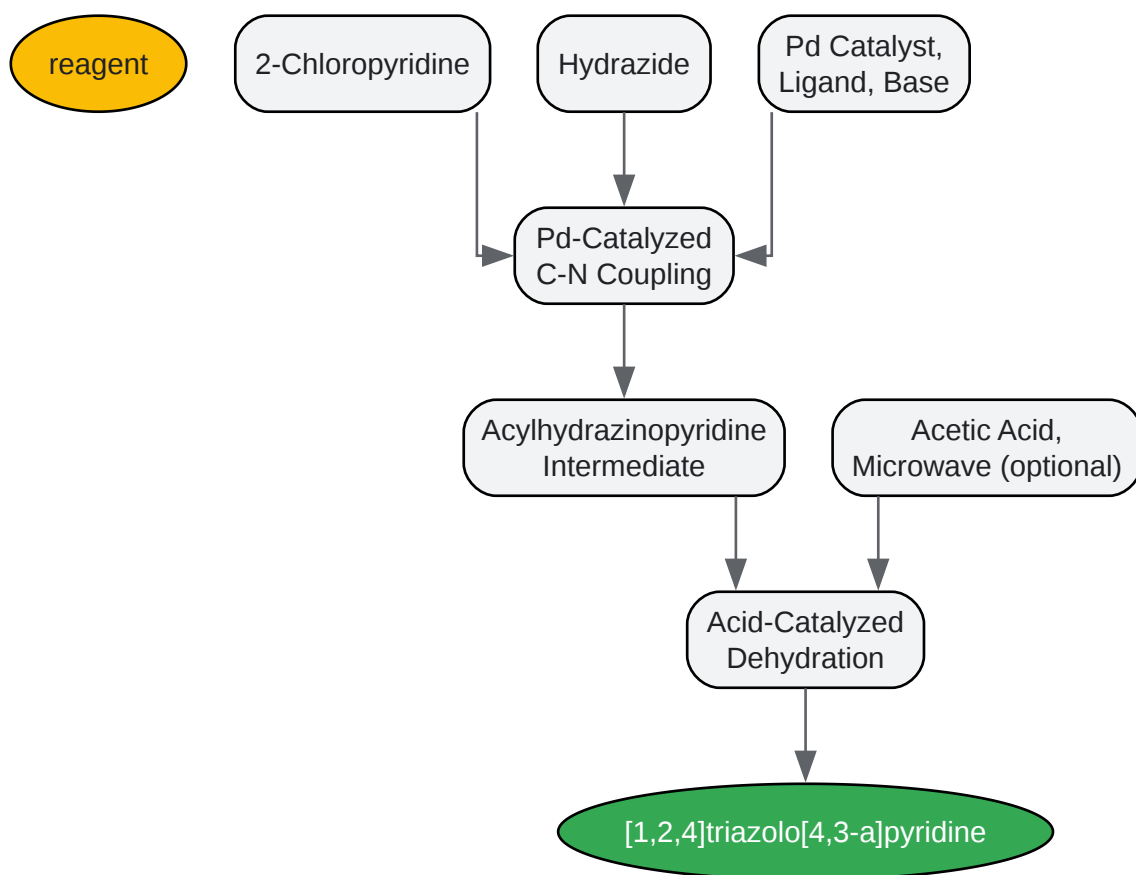 reagent
2-Chloropyridine
Hydrazide
Pd Catalyst,
Ligand, Base
Pd-Catalyzed
C-N Coupling
Acylhydrazinopyridine
Intermediate
Acetic Acid,
Microwave (optional)
Acid-Catalyzed
Dehydration
[1,2,4]triazolo[4,3-a]pyridine